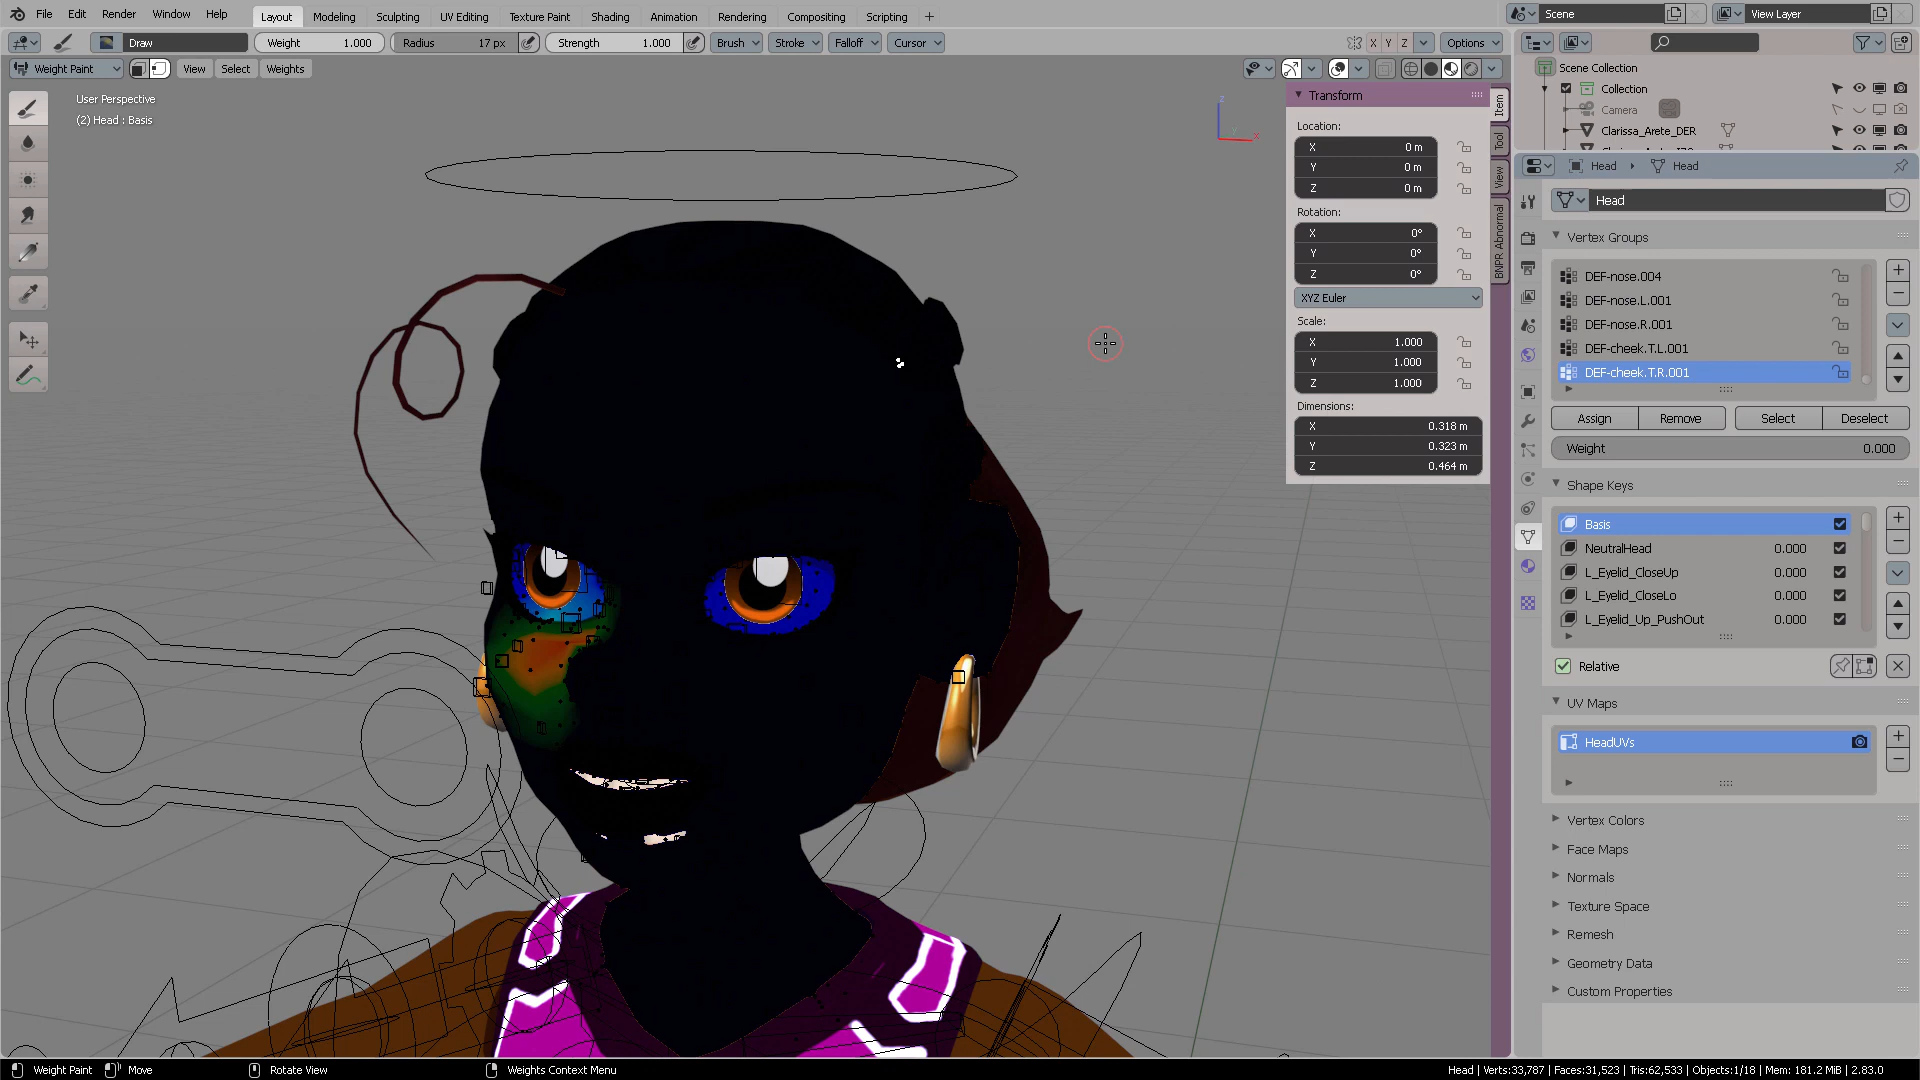 File Edit Render Window Help Layout Modeling Sculpting UV Editing Texture Paint Shading Animation Rendering Compositing Scripting + Scene View Layer
Draw Weight 1.000 Radius 17 px Strength 1.000 Brush Stroke Falloff Cursor X Y Z Options
Weight Paint View Select Weights
User Perspective
(2) Head : Basis
Transform
Location:
X 0 m
Y 0 m
Z 0 m
Rotation:
X 0°
Y 0°
Z 0°
XYZ Euler
Scale:
X 1.000
Y 1.000
Z 1.000
Dimensions:
X 0.318 m
Y 0.323 m
Z 0.464 m
Item
Tool
View
BNPR Abnormal
Scene Collection
Collection
Camera
Clarissa_Arete_DER
Head Head
Head
Vertex Groups
DEF-nose.004
DEF-nose.L.001
DEF-nose.R.001
DEF-cheek.T.L.001
DEF-cheek.T.R.001
Assign Remove Select Deselect
Weight 0.000
Shape Keys
Basis
NeutralHead 0.000
L_Eyelid_CloseUp 0.000
L_Eyelid_CloseLo 0.000
L_Eyelid_Up_PushOut 0.000
Relative
UV Maps
HeadUVs
Vertex Colors
Face Maps
Normals
Texture Space
Remesh
Geometry Data
Custom Properties
Weight Paint Move Rotate View Weights Context Menu Head | Verts:33,787 | Faces:31,523 | Tris:62,533 | Objects:1/18 | Mem: 181.2 MiB | 2.83.0